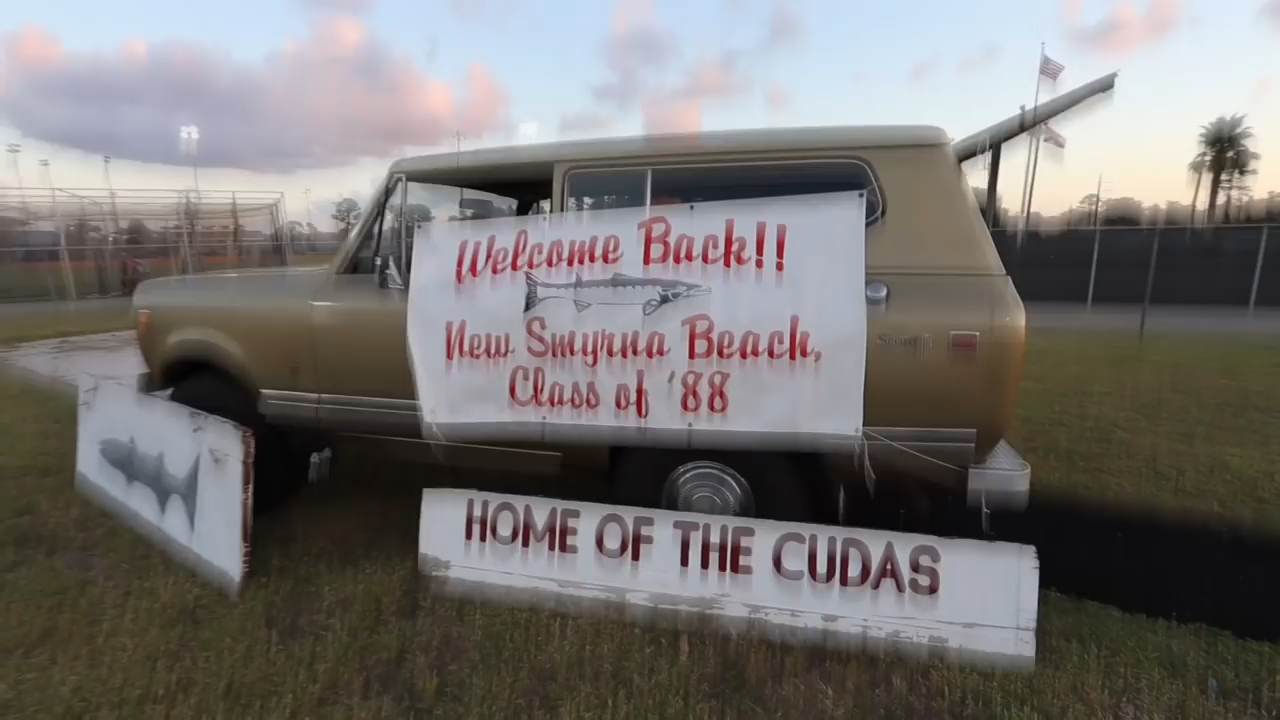 Welcome Back!!
New Smyrna Beach,
Class of '88
HOME OF THE CUDAS